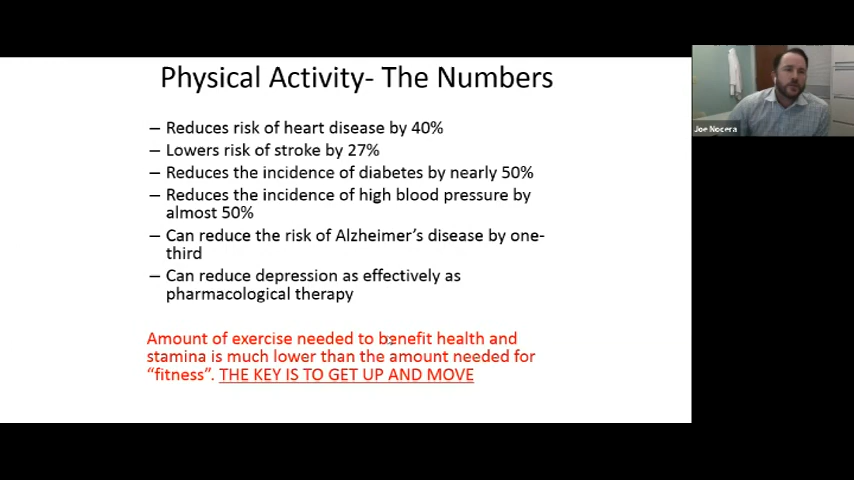 Physical Activity- The Numbers
– Reduces risk of heart disease by 40%
– Lowers risk of stroke by 27%
– Reduces the incidence of diabetes by nearly 50%
– Reduces the incidence of high blood pressure by
almost 50%
– Can reduce the risk of Alzheimer’s disease by one-
third
– Can reduce depression as effectively as
pharmacological therapy
Amount of exercise needed to benefit health and
stamina is much lower than the amount needed for
“fitness”. THE KEY IS TO GET UP AND MOVE
Joe Nocera